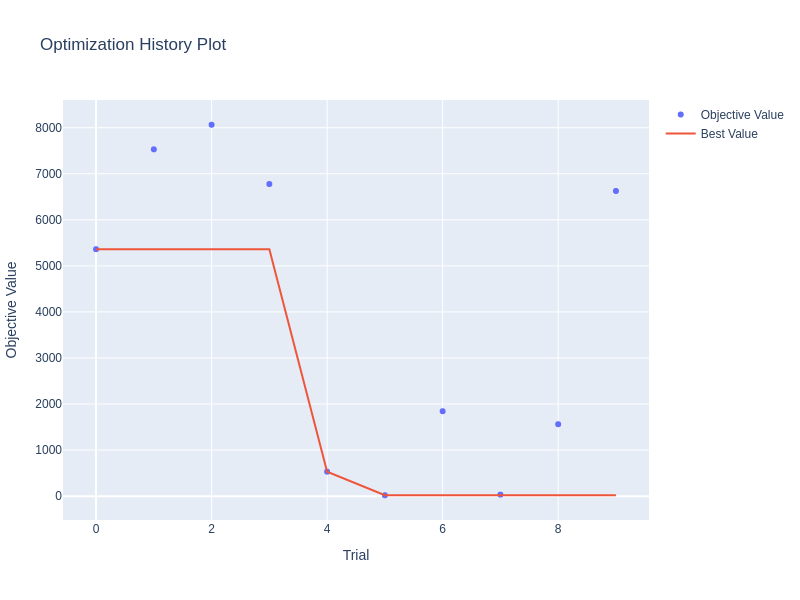 Optimization History Plot
Objective Value
Best Value
8000
7000
6000
5000
4000
3000
2000
1000
0
Objective Value
0
2
4
6
8
Trial